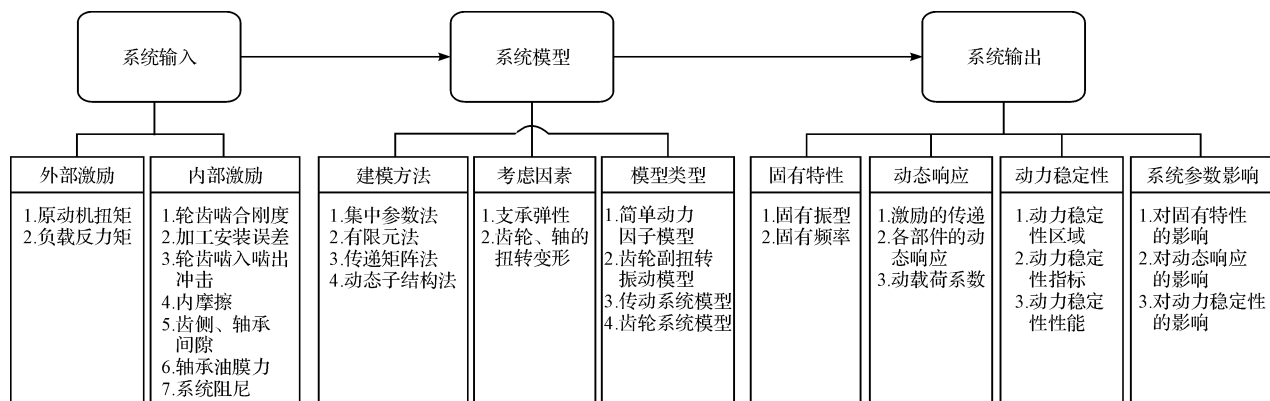 系统输入
系统模型
系统输出
外部激励
1.原动机扭矩
2.负载反力矩
内部激励
1.轮齿啮合刚度
2.加工安装误差
3.轮齿啮入啮出
冲击
4.内摩擦
5.齿侧、轴承
间隙
6.轴承油膜力
7.系统阻尼
建模方法
1.集中参数法
2.有限元法
3.传递矩阵法
4.动态子结构法
考虑因素
1.支承弹性
2.齿轮、轴的
扭转变形
模型类型
1.简单动力
因子模型
2.齿轮副扭转
振动模型
3.传动系统模型
4.齿轮系统模型
固有特性
1.固有振型
2.固有频率
动态响应
1.激励的传递
2.各部件的动
态响应
3.动载荷系数
动力稳定性
1.动力稳定
性区域
2.动力稳定
性指标
3.动力稳定
性性能
系统参数影响
1.对固有特性
的影响
2.对动态响应
的影响
3.对动力稳定性
的影响